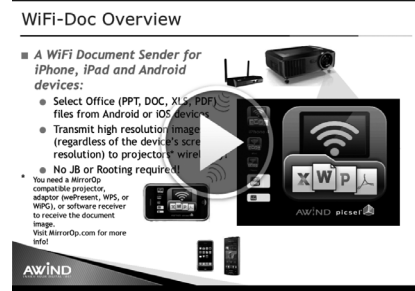 WiFi-Doc Overview
A WiFi Document Sender for
iPhone, iPad and Android
devices:
Select Office (PPT, DOC, XLS, PDF)
files from Android or iOS devices
Transmit high resolution image
(regardless of the device's screen
resolution) to projectors*
No JB or Rooting required!
* You need a MirrorOp
compatible projector,
adaptor (wePresent, WPS, or
WiPG), or software receiver
to receive the document
image.
Visit MirrorOp.com for more
info!
X W P
AWIND picsel
AWIND